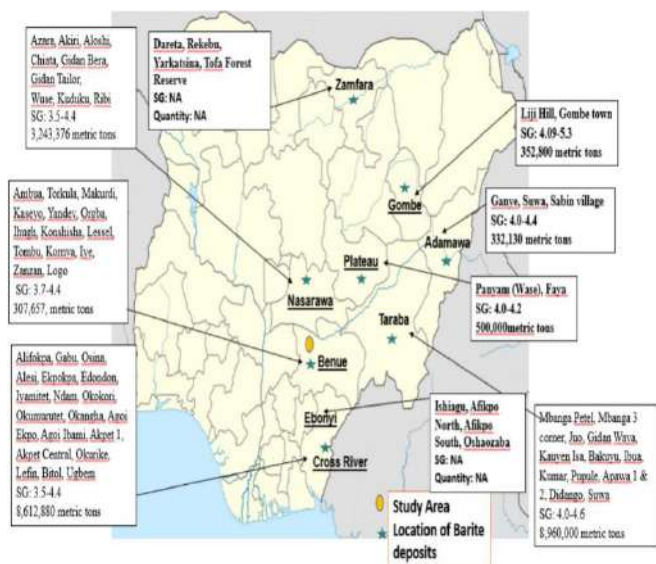 Azara, Akiri, Aloshi,
Chiata, Gidan Bera,
Gidan Tailor,
Wuse, Kuduku, Ribi
SG: 3.5-4.4
3,243,376 metric tons
Dareta, Rekebu,
Yarkatsina, Tofa Forest
Reserve
SG: NA
Quantity: NA
Zamfara
Liji Hill, Gombe town
SG: 4.09-5.3
352,800 metric tons
Gombe
Ambua, Torkula, Makurdi,
Kaseyo, Yandev, Orgba,
Ihugh, Konshisha, Lessel,
Tombu, Korinya, Iye,
Zanzan, Logo
SG: 3.7-4.4
307,657, metric tons
Ganye, Suwa, Sabin village
SG: 4.0-4.4
332,130 metric tons
Adamawa
Plateau
Nasarawa
Panyam (Wase), Faya
SG: 4.0-4.2
500,000metric tons
Taraba
Benue
Alifokpa, Gabu, Osina,
Alesi, Ekpokpa, Edondon,
Iyamitet, Ndam, Okokori,
Okumurutet, Okangha, Agoi
Ekpo, Agoi Ibami, Akpet 1,
Akpet Central, Okurike,
Lefin, Bitol, Ugbem
SG: 3.5-4.4
8,612,880 metric tons
Ebonyi
Cross River
Ishiagu, Afikpo
North, Afikpo
South, Oshaozaba
SG: NA
Quantity: NA
Mbanga Petel, Mbanga 3
corner, Juo, Gidan Waya,
Kauyen Isa, Bakuyu, Ibua,
Kumar, Pupule, Apawa 1 &
2, Didango, Suwa
SG: 4.0-4.6
8,960,000 metric tons
Study Area
Location of Barite
deposits